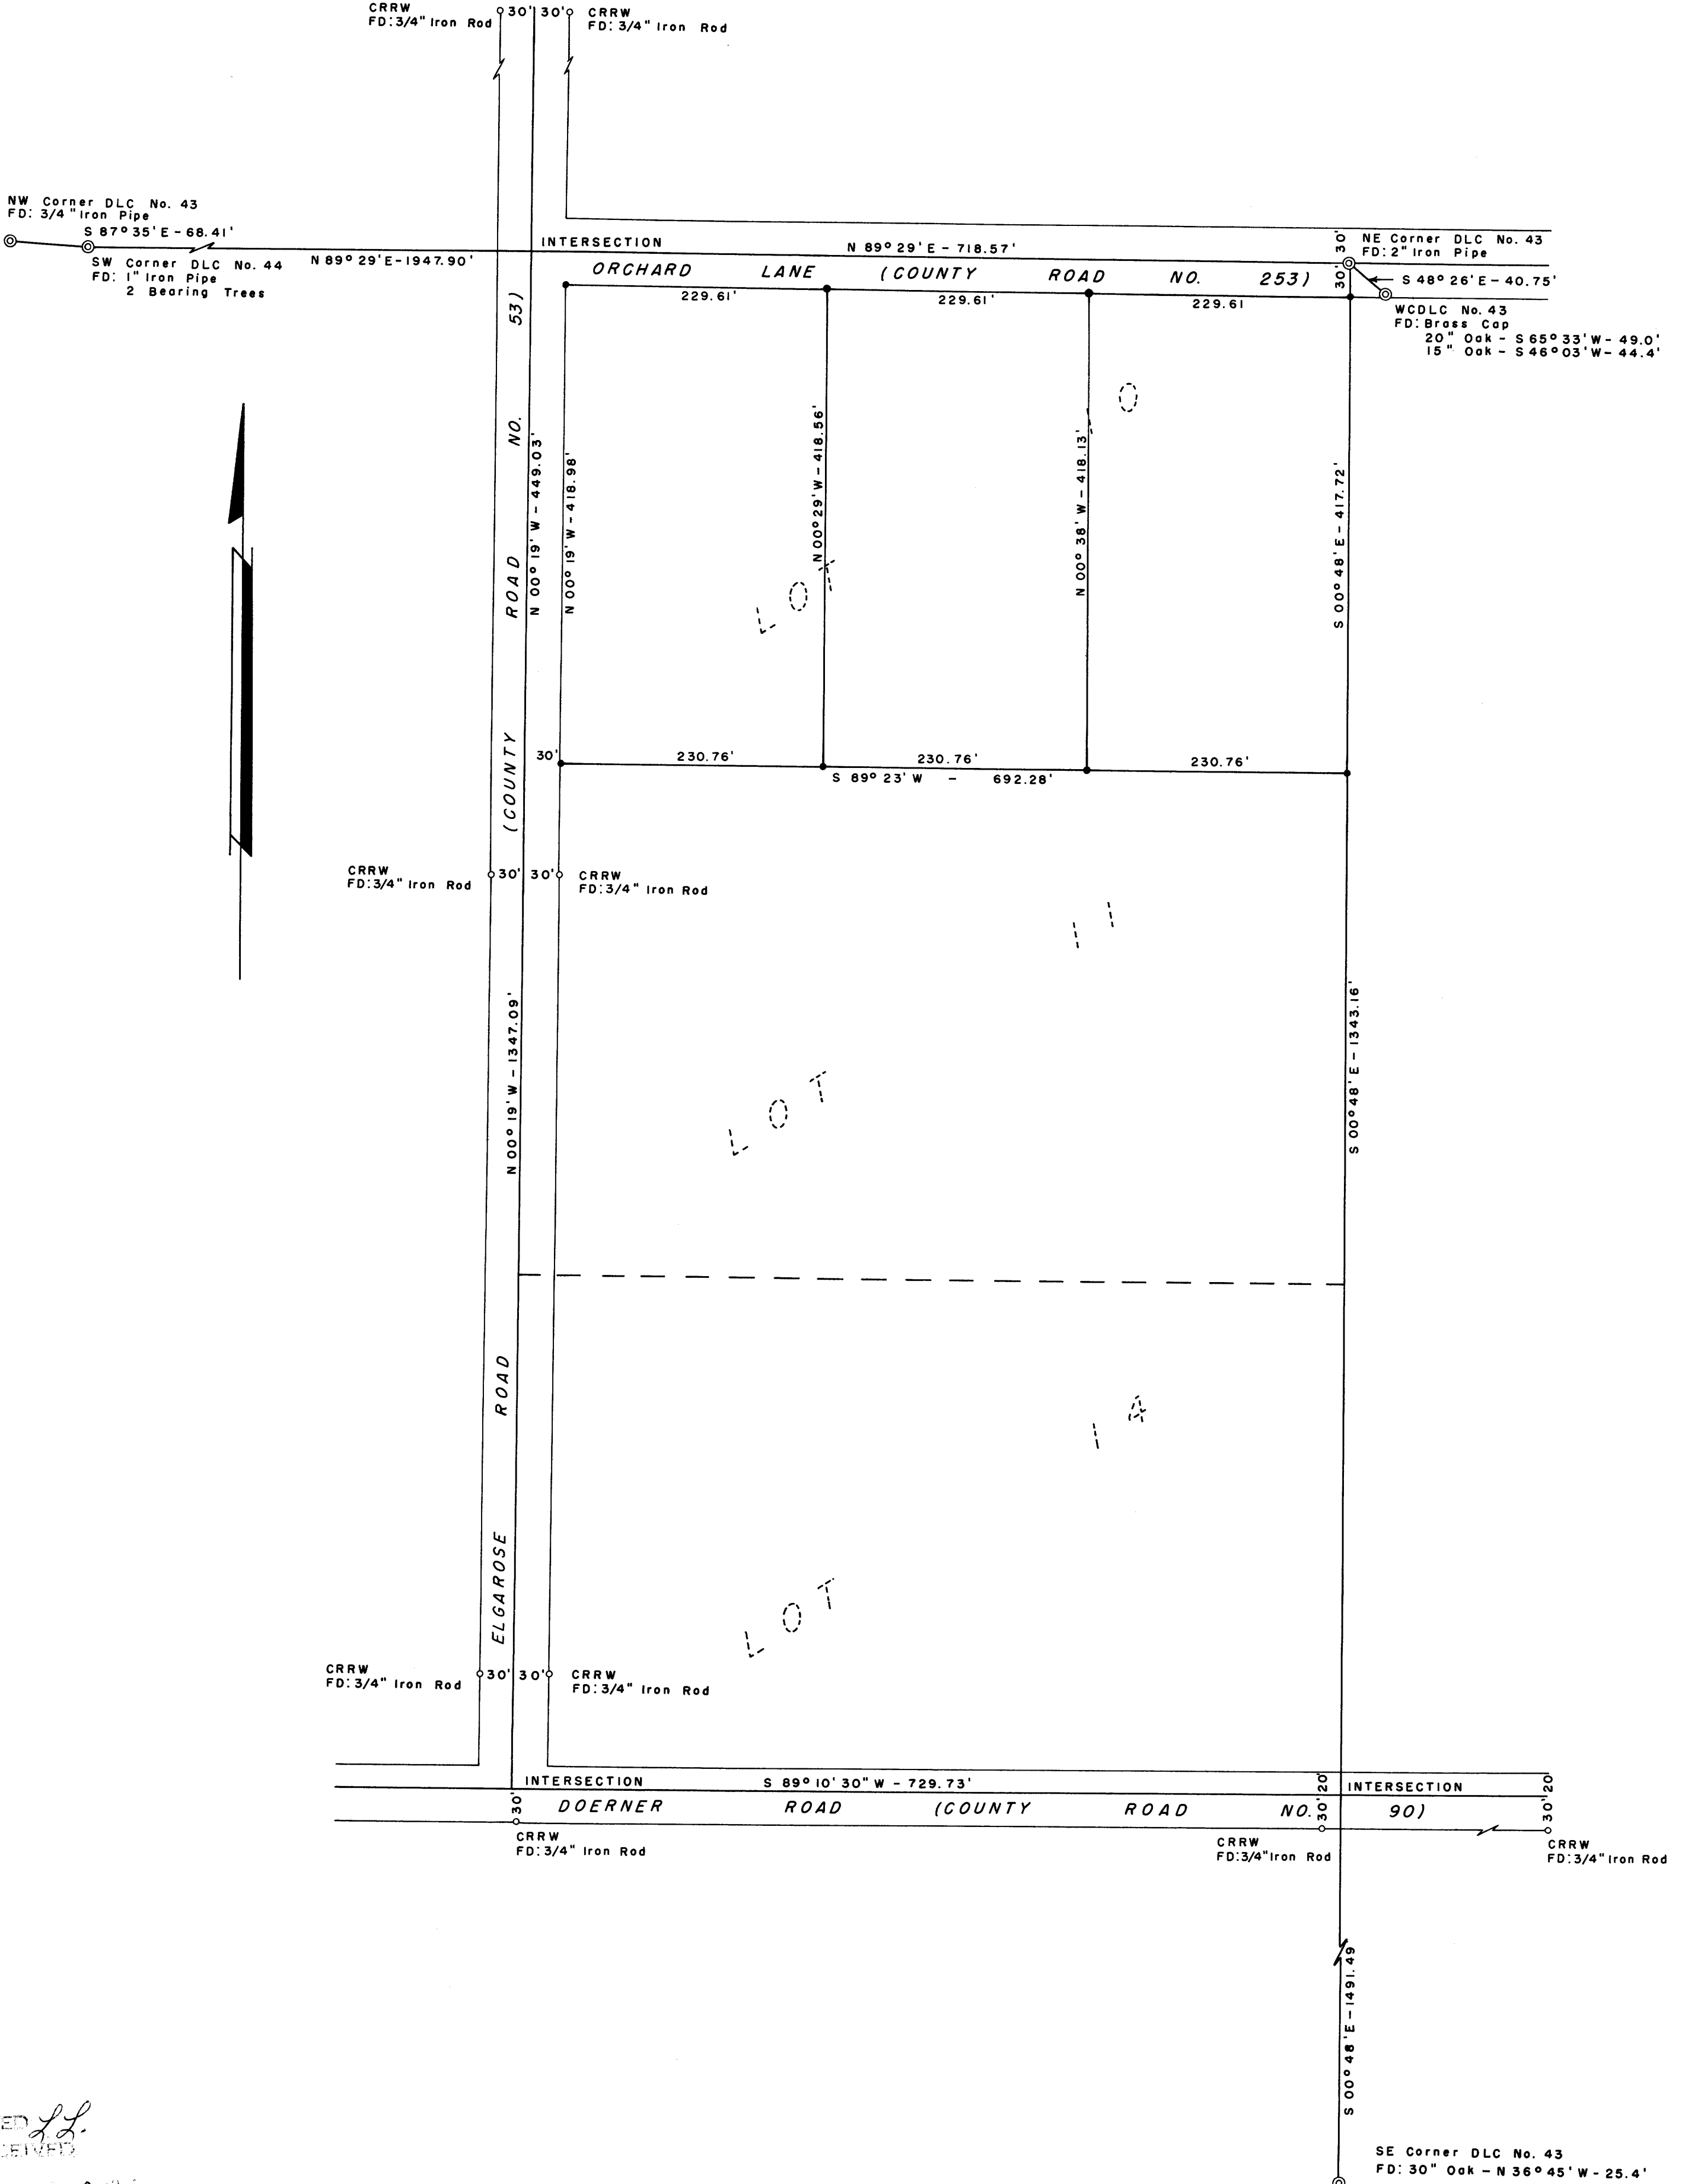 CRRW
FD: 3/4" Iron Rod
30' 30'
CRRW
FD: 3/4" Iron Rod
NW Corner DLC No. 43
FD: 3/4" Iron Pipe
S 87° 35' E - 68.41'
SW Corner DLC No. 44
FD: 1" Iron Pipe
2 Bearing Trees
N 89° 29' E - 1947.90'
INTERSECTION
N 89° 29' E - 718.57'
30' 30'
NE Corner DLC No. 43
FD: 2" Iron Pipe
ORCHARD LANE (COUNTY ROAD NO. 253)
S 48° 26' E - 40.75'
WCDLC No. 43
FD: Brass Cap
20" Oak - S 65° 33' W - 49.0'
15" Oak - S 46° 03' W - 44.4'
229.61'
229.61'
229.61
ELGAROSE ROAD (COUNTY ROAD NO. 53)
N 00° 19' W - 449.03'
N 00° 19' W - 418.98'
N 00° 29' W - 418.56'
N 00° 38' W - 418.13'
S 00° 48' E - 417.72'
LOT 10
30'
230.76'
230.76'
230.76'
S 89° 23' W - 692.28'
CRRW
FD: 3/4" Iron Rod
30' 30'
CRRW
FD: 3/4" Iron Rod
LOT 11
N 00° 19' W - 1347.09'
S 00° 48' E - 1343.16'
LOT 14
CRRW
FD: 3/4" Iron Rod
30' 30'
CRRW
FD: 3/4" Iron Rod
INTERSECTION
S 89° 10' 30" W - 729.73'
30' 20'
INTERSECTION
30' 20'
30'
DOERNER ROAD (COUNTY ROAD NO. 90)
CRRW
FD: 3/4" Iron Rod
CRRW
FD: 3/4" Iron Rod
CRRW
FD: 3/4" Iron Rod
S 00° 48' E - 1491.49
SE Corner DLC No. 43
FD: 30" Oak - N 36° 45' W - 25.4'
ED L.L.
CEIVED